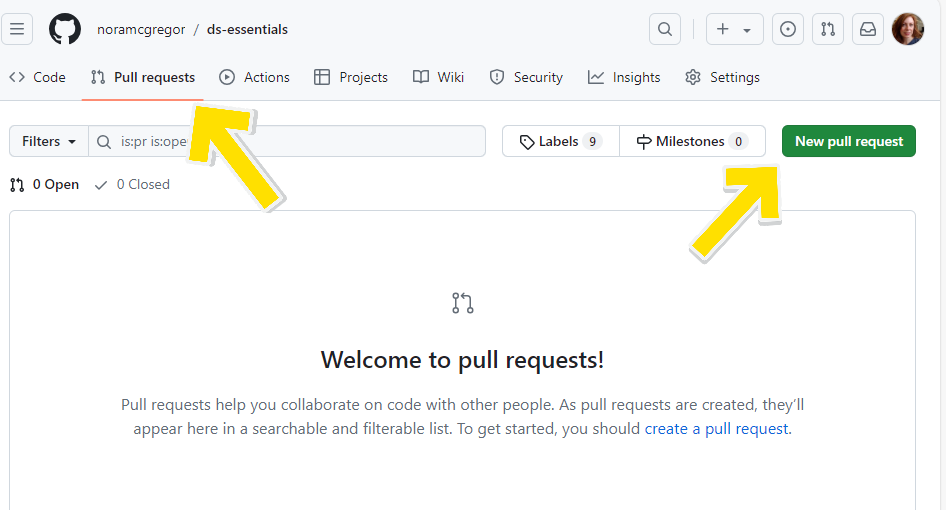 noramcgregor / ds-essentials
Code Pull requests Actions Projects Wiki Security Insights Settings
Filters is:pr is:ope Labels 9 Milestones 0 New pull request
0 Open 0 Closed
Welcome to pull requests!
Pull requests help you collaborate on code with other people. As pull requests are created, they’ll
appear here in a searchable and filterable list. To get started, you should create a pull request.